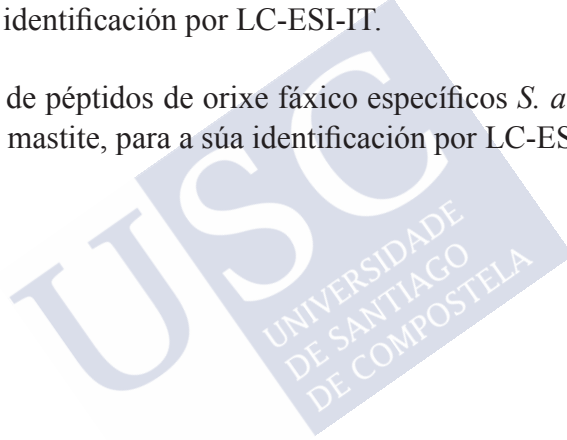 identificación por LC-ESI-IT.
de péptidos de orixe fáxico específicos S. a
mastite, para a súa identificación por LC-ES
USC
UNIVERSIDADE
DE SANTIAGO
DE COMPOSTELA